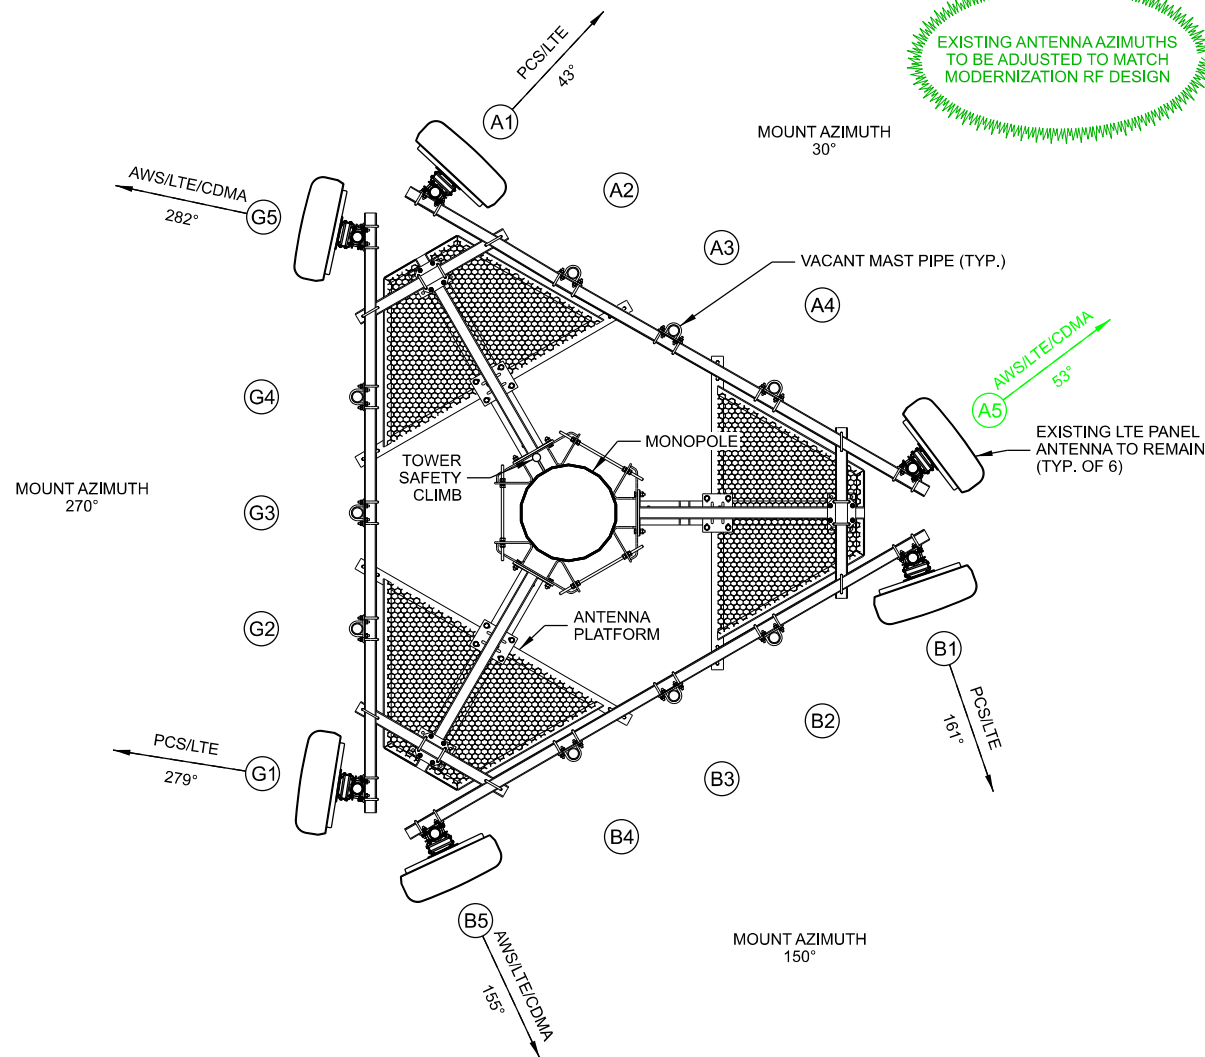 EXISTING ANTENNA AZIMUTHS
TO BE ADJUSTED TO MATCH
MODERNIZATION RF DESIGN
PCS/LTE
43°
A1
MOUNT AZIMUTH
30°
AWS/LTE/CDMA
282°
G5
A2
A3
VACANT MAST PIPE (TYP.)
A4
AWS/LTE/CDMA
53°
A5
G4
EXISTING LTE PANEL
ANTENNA TO REMAIN
(TYP. OF 6)
MONOPOLE
TOWER
SAFETY
CLIMB
MOUNT AZIMUTH
270°
G3
G2
ANTENNA
PLATFORM
B1
PCS/LTE
161°
B2
PCS/LTE
279°
G1
B3
B4
B5
AWS/LTE/CDMA
155°
MOUNT AZIMUTH
150°